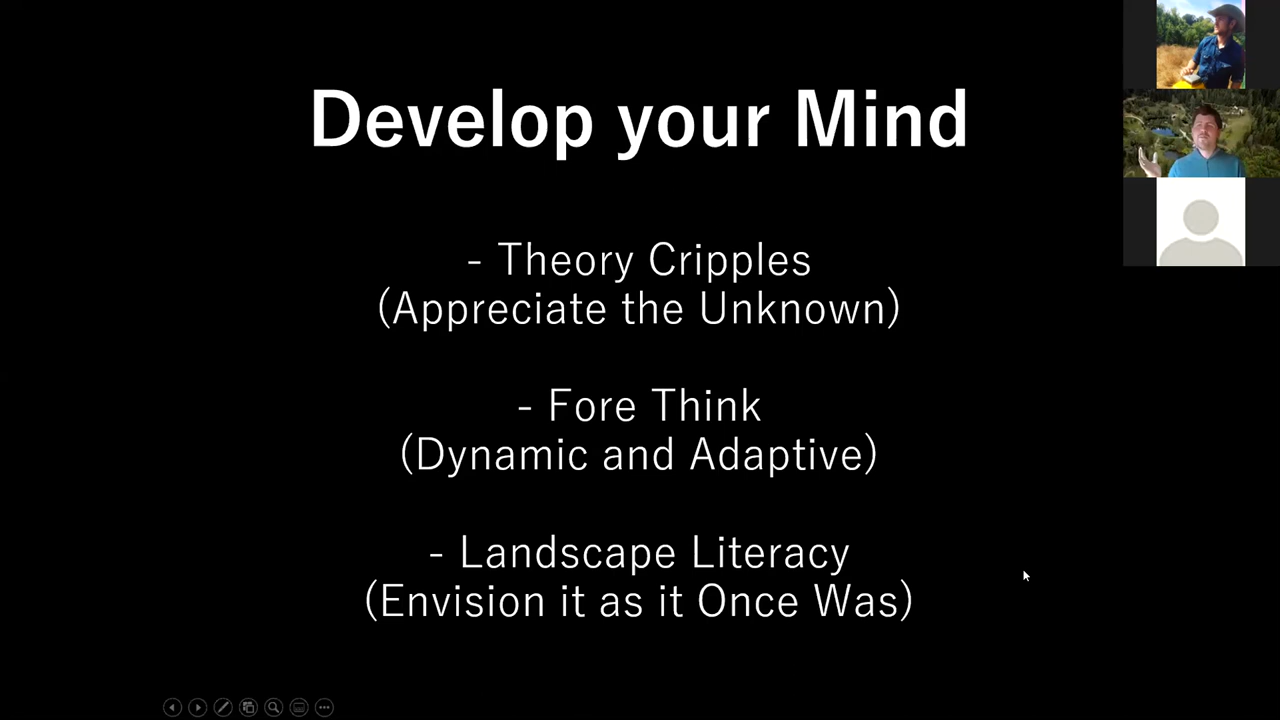 Develop your Mind
- Theory Cripples
(Appreciate the Unknown)
- Fore Think
(Dynamic and Adaptive)
- Landscape Literacy
(Envision it as it Once Was)